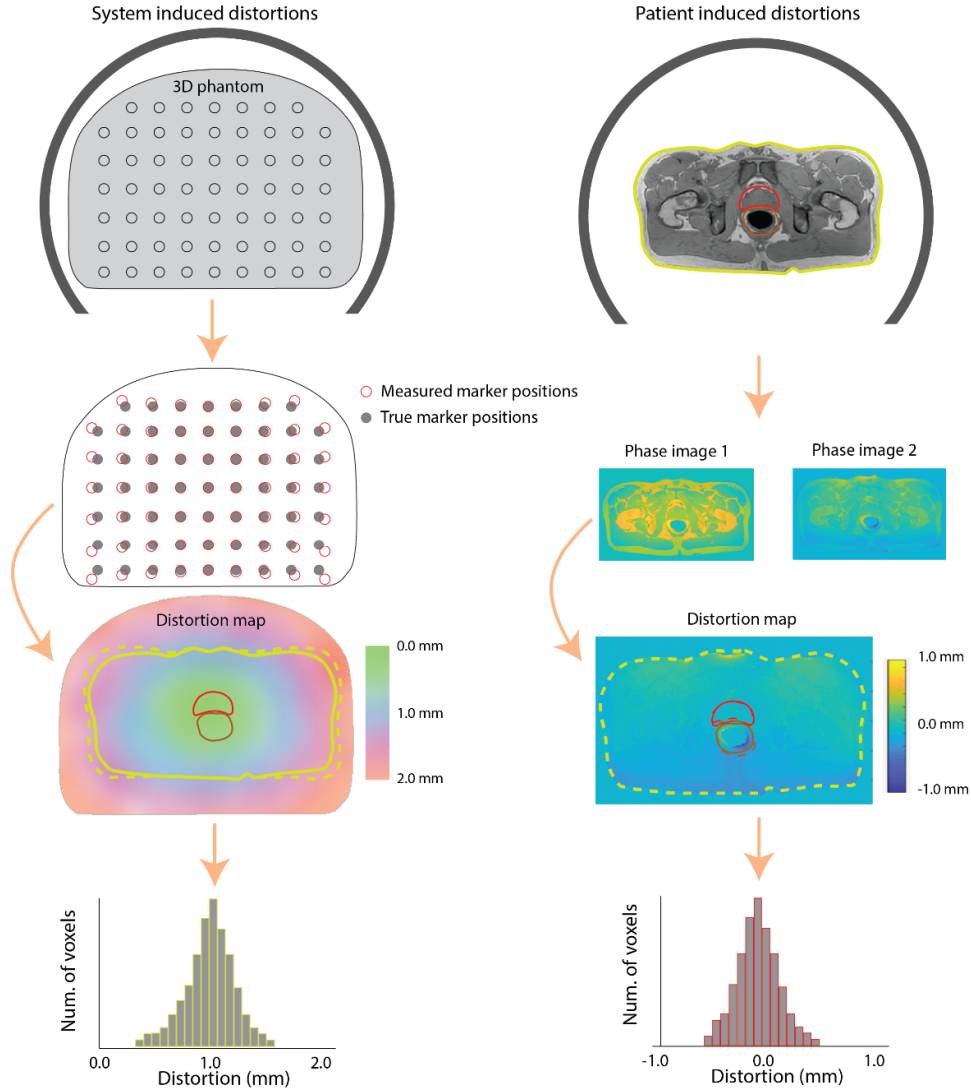 System induced distortions
Patient induced distortions
3D phantom
Measured marker positions
True marker positions
Phase image 1
Phase image 2
Distortion map
0.0 mm
1.0 mm
2.0 mm
Distortion map
1.0 mm
0.0 mm
-1.0 mm
Num. of voxels
0.0
1.0
2.0
Distortion (mm)
Num. of voxels
-1.0
0.0
1.0
Distortion (mm)